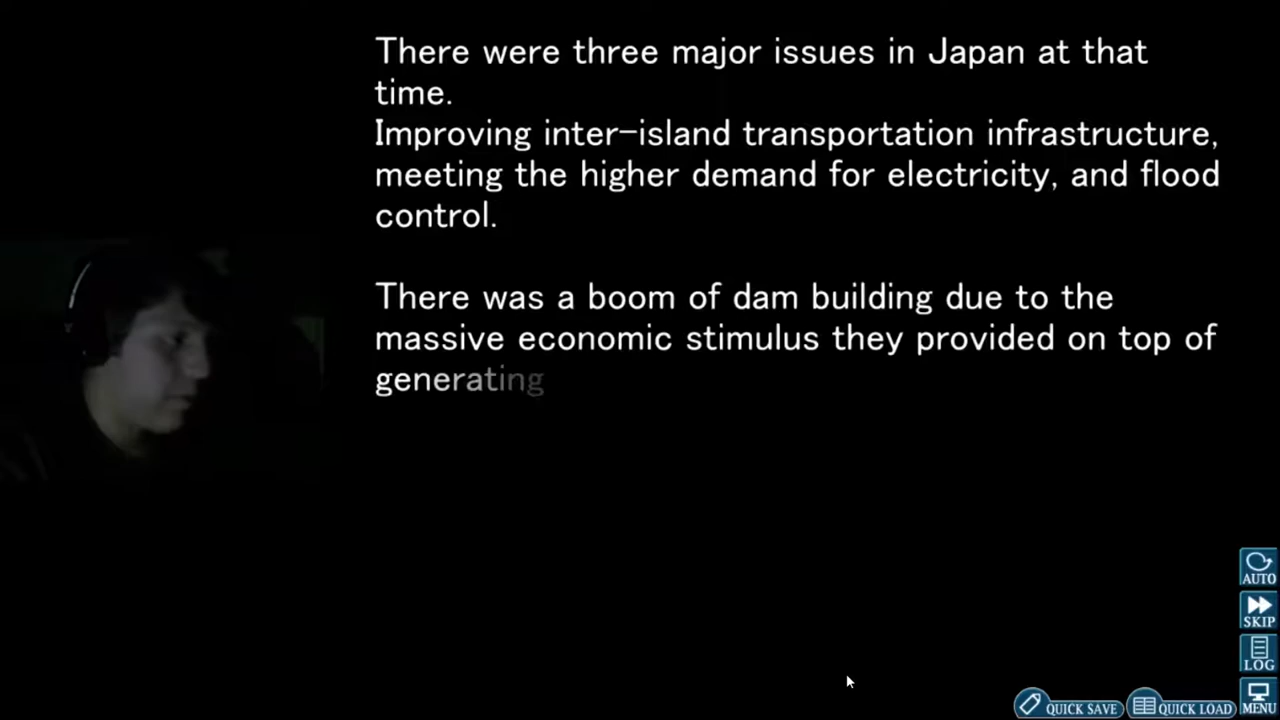 There were three major issues in Japan at that
time.
Improving inter-island transportation infrastructure,
meeting the higher demand for electricity, and flood
control.
There was a boom of dam building due to the
massive economic stimulus they provided on top of
generating
AUTO
SKIP
LOG
MENU
QUICK SAVE
QUICK LOAD